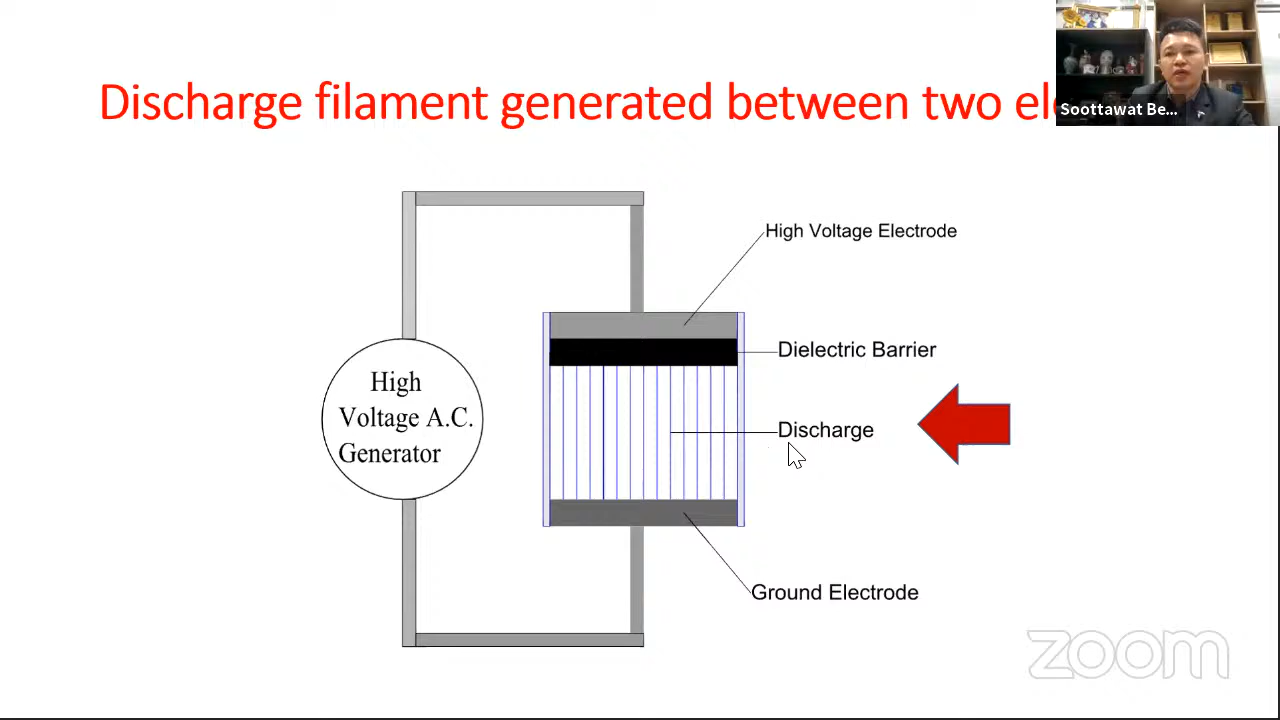 Discharge filament generated between two
Soottawat Be...
High Voltage Electrode
Dielectric Barrier
High
Voltage A.C.
Generator
Discharge
Ground Electrode
zoom